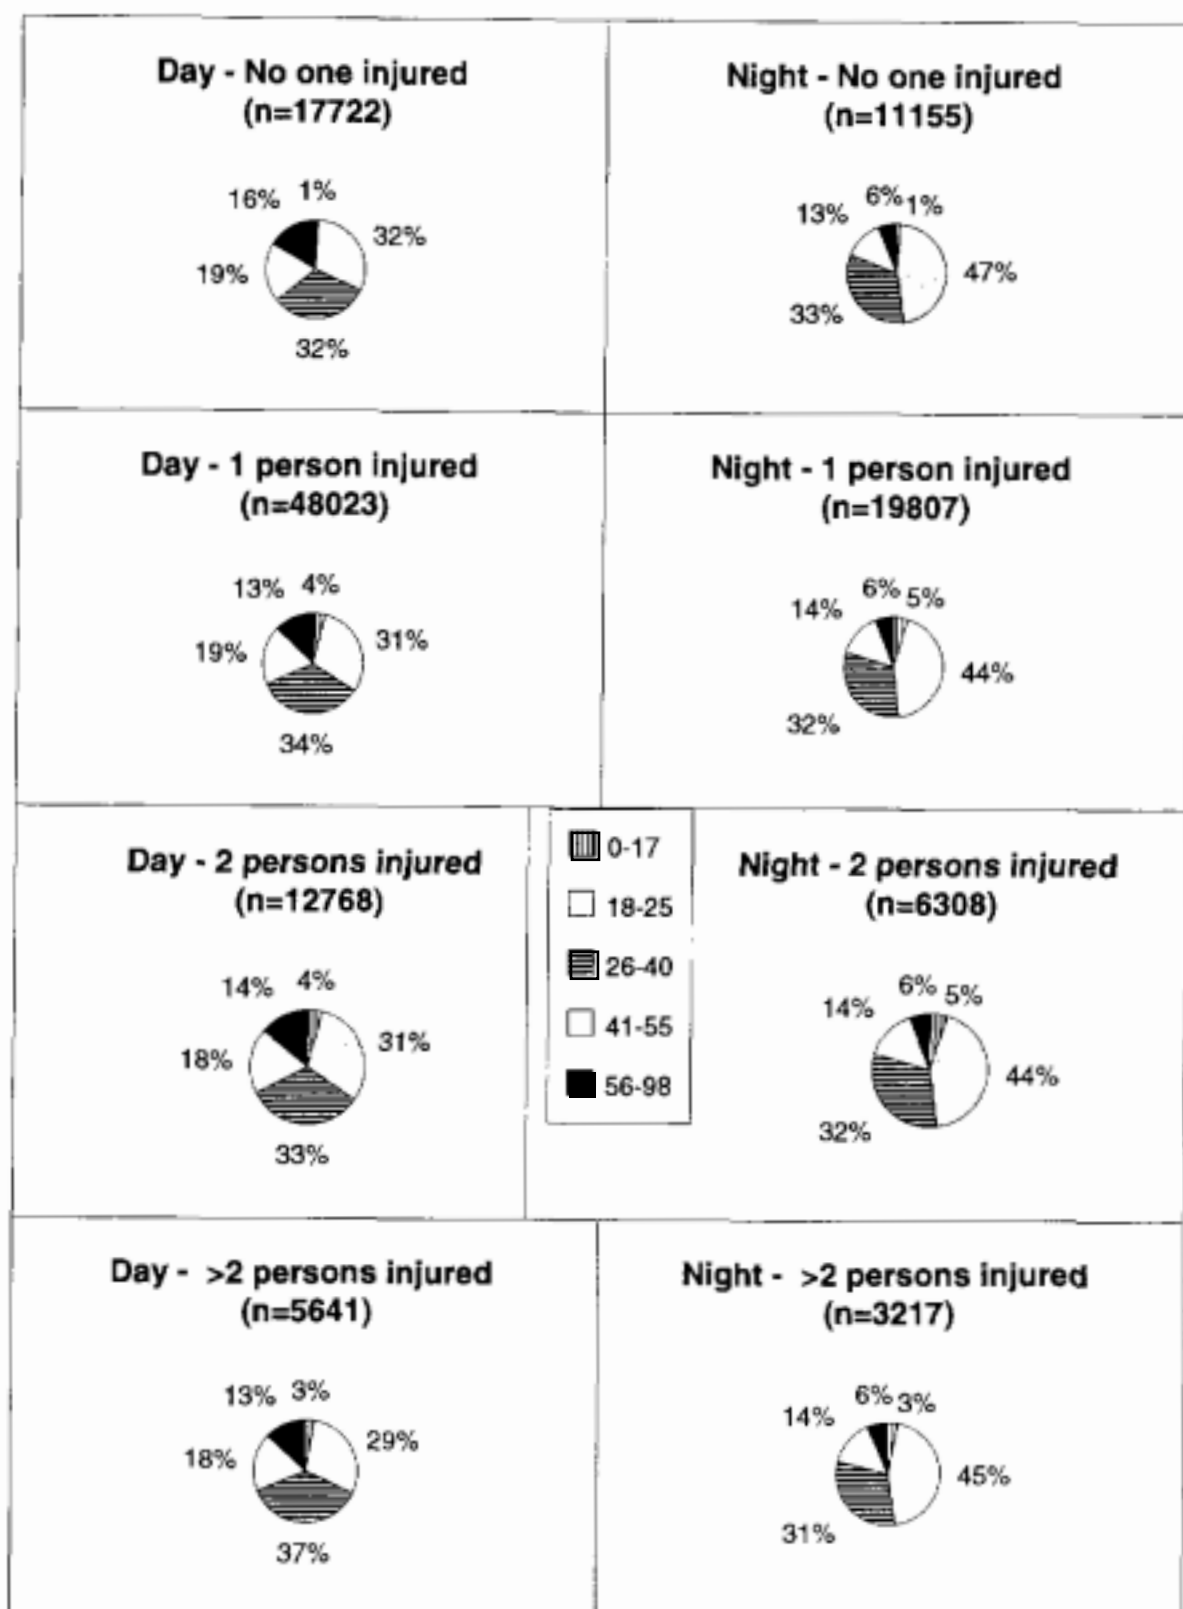 Day - No one injured
(n=17722)
16% 1%
32%
19%
32%
Night - No one injured
(n=11155)
6% 1%
13%
47%
33%
Day - 1 person injured
(n=48023)
13% 4%
31%
19%
34%
Night - 1 person injured
(n=19807)
6% 5%
14%
44%
32%
Day - 2 persons injured
(n=12768)
14% 4%
31%
18%
33%
0-17
18-25
26-40
41-55
56-98
Night - 2 persons injured
(n=6308)
6% 5%
14%
44%
32%
Day - >2 persons injured
(n=5641)
13% 3%
29%
18%
37%
Night - >2 persons injured
(n=3217)
6% 3%
14%
45%
31%